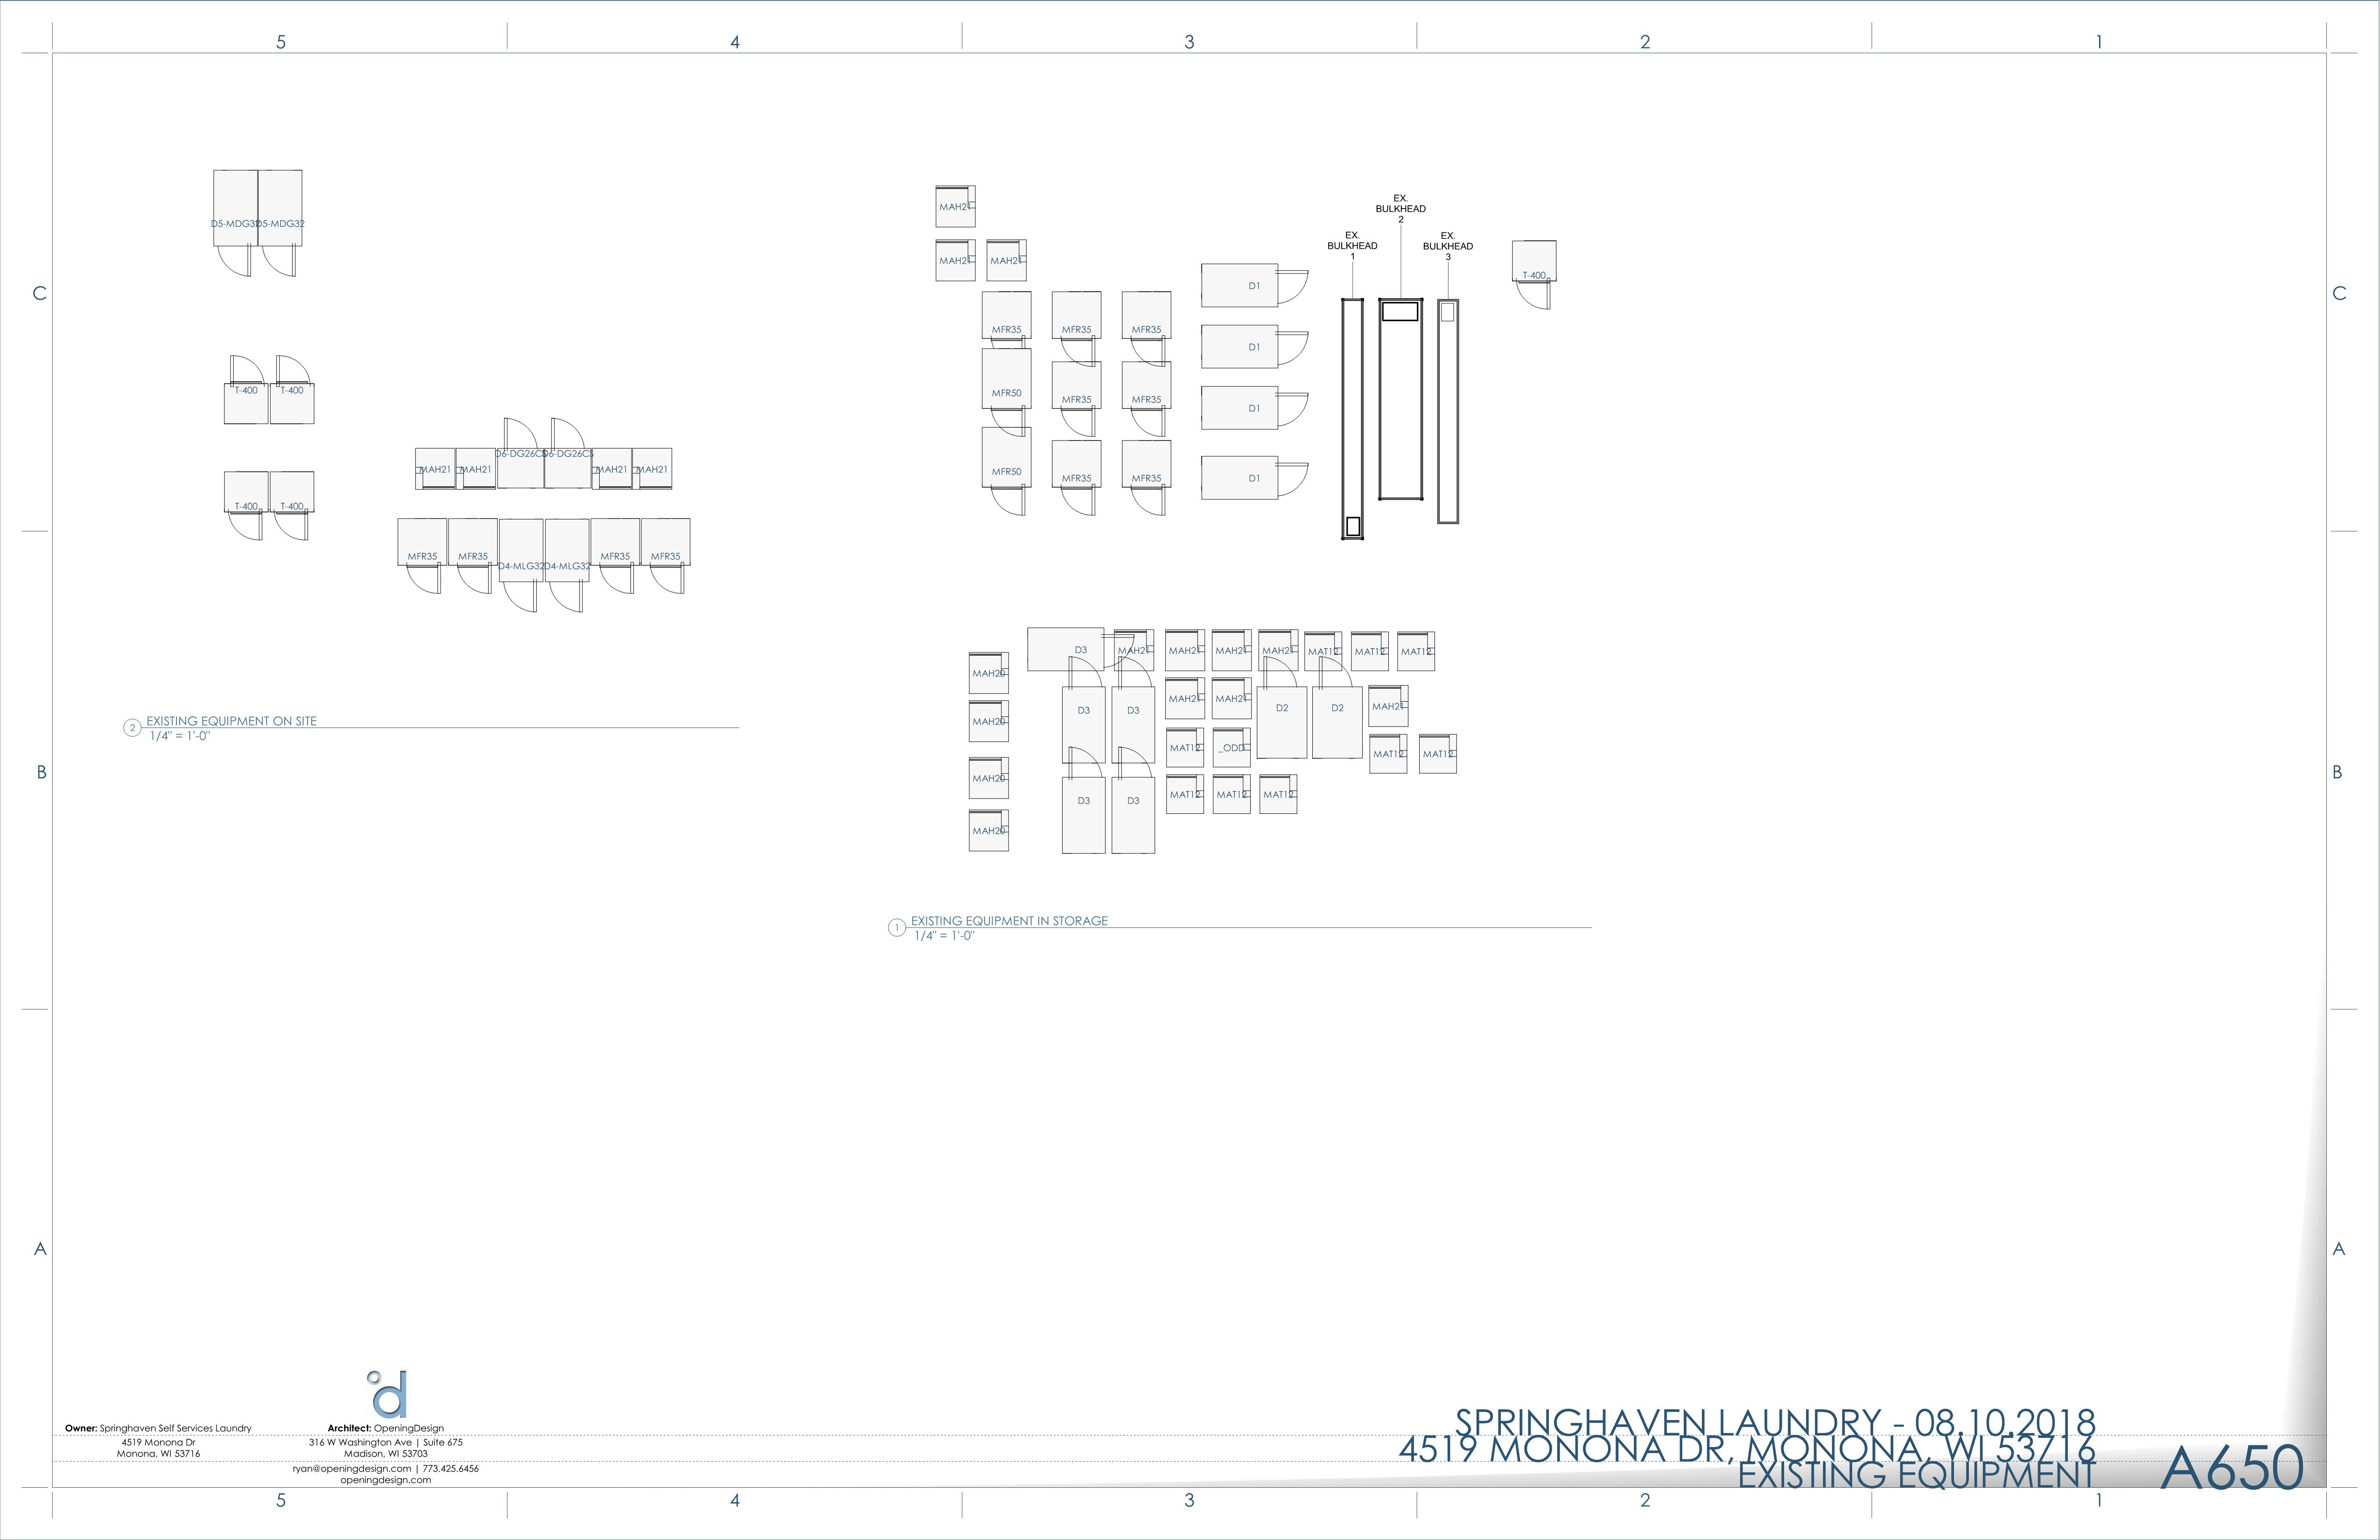 5 4 3 2 1
C C
B B
A A
D5-MDG32 D5-MDG32
T-400 T-400
T-400 T-400
MAH21 MAH21 D6-DG26CS D6-DG26CS MAH21 MAH21
MFR35 MFR35 D4-MLG32 D4-MLG32 MFR35 MFR35
2 EXISTING EQUIPMENT ON SITE
1/4" = 1'-0"
MAH21
MAH21 MAH21
MFR35 MFR35 MFR35
MFR50 MFR35 MFR35
MFR50 MFR35 MFR35
D1
D1
D1
D1
EX.
BULKHEAD
1
EX.
BULKHEAD
2
EX.
BULKHEAD
3
T-400
MAH20
MAH20
MAH20
MAH20
D3 MAH21 MAH21 MAH21 MAH21 MAT12 MAT12 MAT12
D3 D3 MAH21 MAH21 D2 D2 MAH21
MAT12 _ODD MAT12 MAT12
D3 D3 MAT12 MAT12 MAT12
1 EXISTING EQUIPMENT IN STORAGE
1/4" = 1'-0"
d
Owner: Springhaven Self Services Laundry
4519 Monona Dr
Monona, WI 53716
Architect: OpeningDesign
316 W Washington Ave | Suite 675
Madison, WI 53703
ryan@openingdesign.com | 773.425.6456
openingdesign.com
SPRINGHAVEN LAUNDRY - 08.10.2018
4519 MONONA DR, MONONA, WI 53716
EXISTING EQUIPMENT
A650
5 4 3 2 1